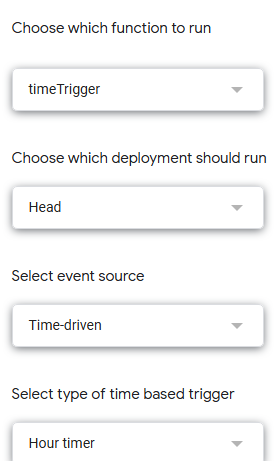 Choose which function to run
timeTrigger
Choose which deployment should run
Head
Select event source
Time-driven
Select type of time based trigger
Hour timer